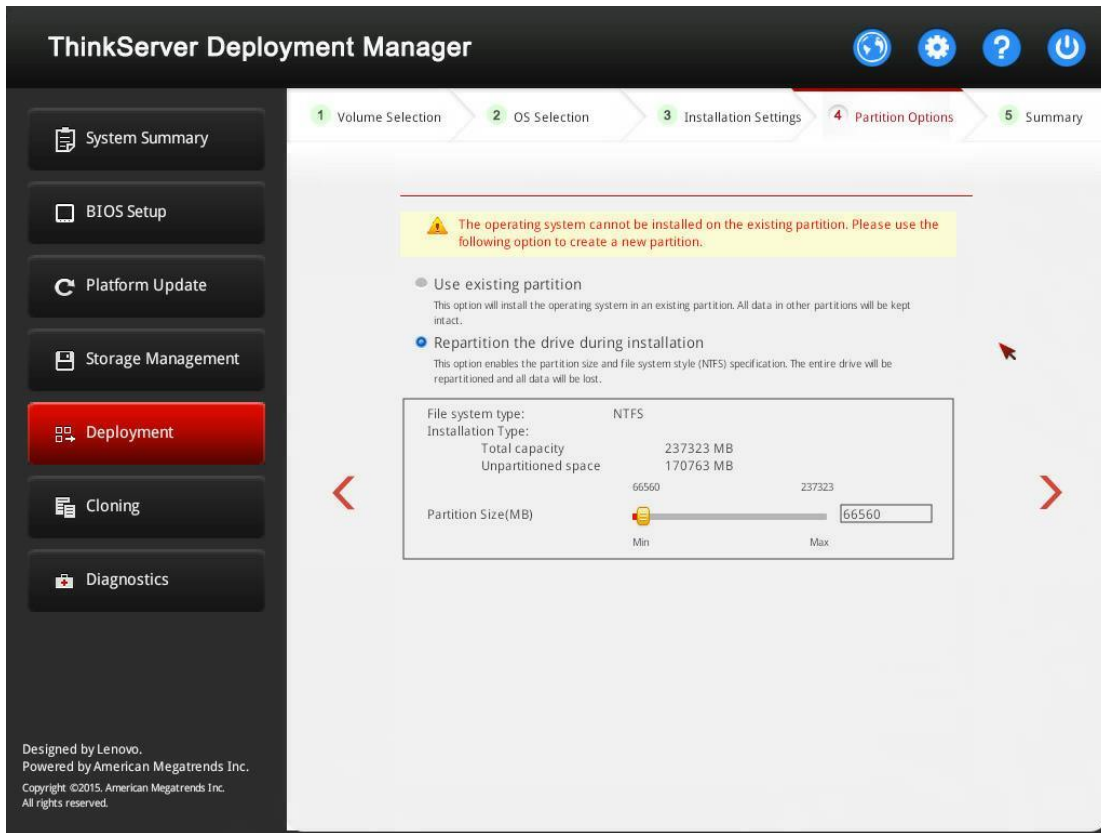 ThinkServer Deployment Manager
System Summary
BIOS Setup
Platform Update
Storage Management
Deployment
Cloning
Diagnostics
Designed by Lenovo.
Powered by American Megatrends Inc.
Copyright ©2015. American Megatrends Inc.
All rights reserved.
1 Volume Selection 2 OS Selection 3 Installation Settings 4 Partition Options 5 Summary
The operating system cannot be installed on the existing partition. Please use the
following option to create a new partition.
Use existing partition
This option will install the operating system in an existing partition. All data in other partitions will be kept
intact.
Repartition the drive during installation
This option enables the partition size and file system style (NTFS) specification. The entire drive will be
repartitioned and all data will be lost.
File system type: NTFS
Installation Type:
Total capacity 237323 MB
Unpartitioned space 170763 MB
66560 237323
Partition Size(MB) 66560
Min Max